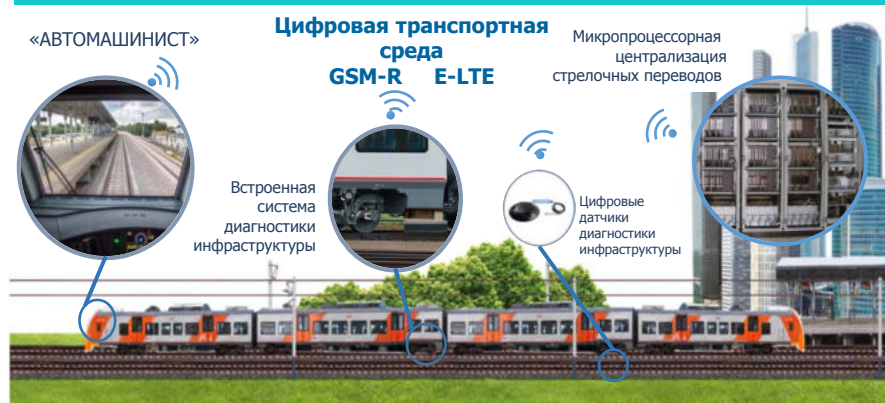 «АВТОМАШИНИСТ»
Цифровая транспортная
среда
GSM-R E-LTE
Микропроцессорная
централизация
стрелочных переводов
Встроенная
система
диагностики
инфраструктуры
Цифровые
датчики
диагностики
инфраструктуры